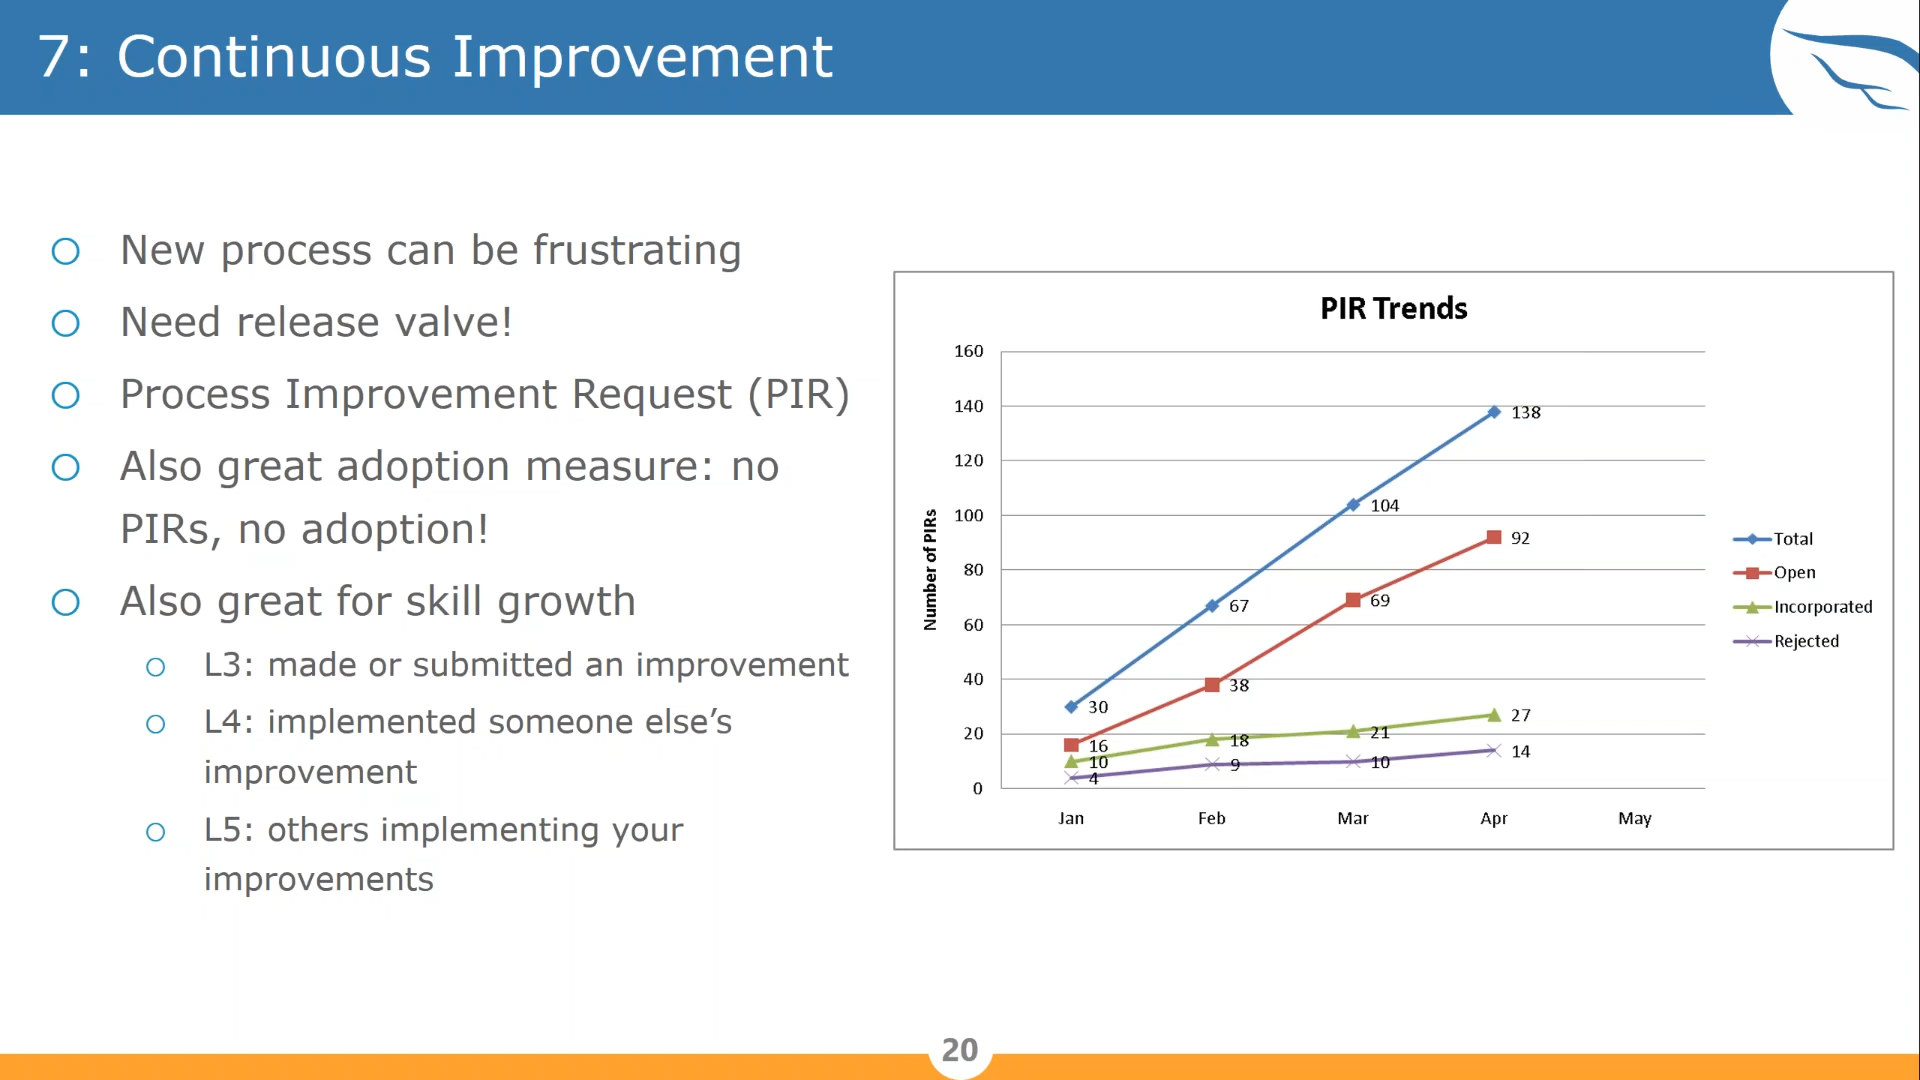 7: Continuous Improvement
New process can be frustrating
Need release valve!
Process Improvement Request (PIR)
Also great adoption measure: no
PIRs, no adoption!
Also great for skill growth
L3: made or submitted an improvement
L4: implemented someone else’s
improvement
L5: others implementing your
improvements
PIR Trends
Number of PIRs
160
140
120
100
80
60
40
20
0
138
104
92
67
69
38
30
16
10
4
18
9
21
10
27
14
Jan Feb Mar Apr May
Total
Open
Incorporated
Rejected
20